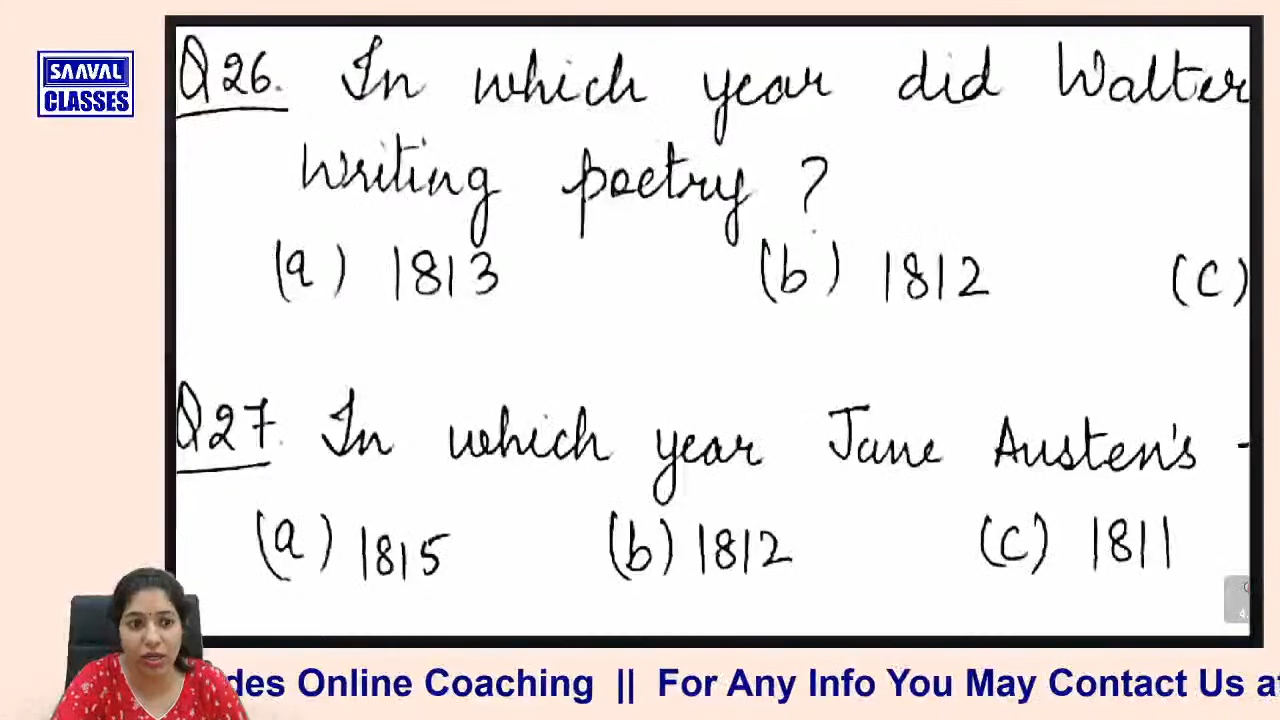 SAAVAL
CLASSES
Q26. In which year did Walter
Writing poetry ?
(a) 1813 (b) 1812 (c)
Q27. In which year Jane Austen's -
(a) 1815 (b) 1812 (c) 1811
des Online Coaching || For Any Info You May Contact Us at